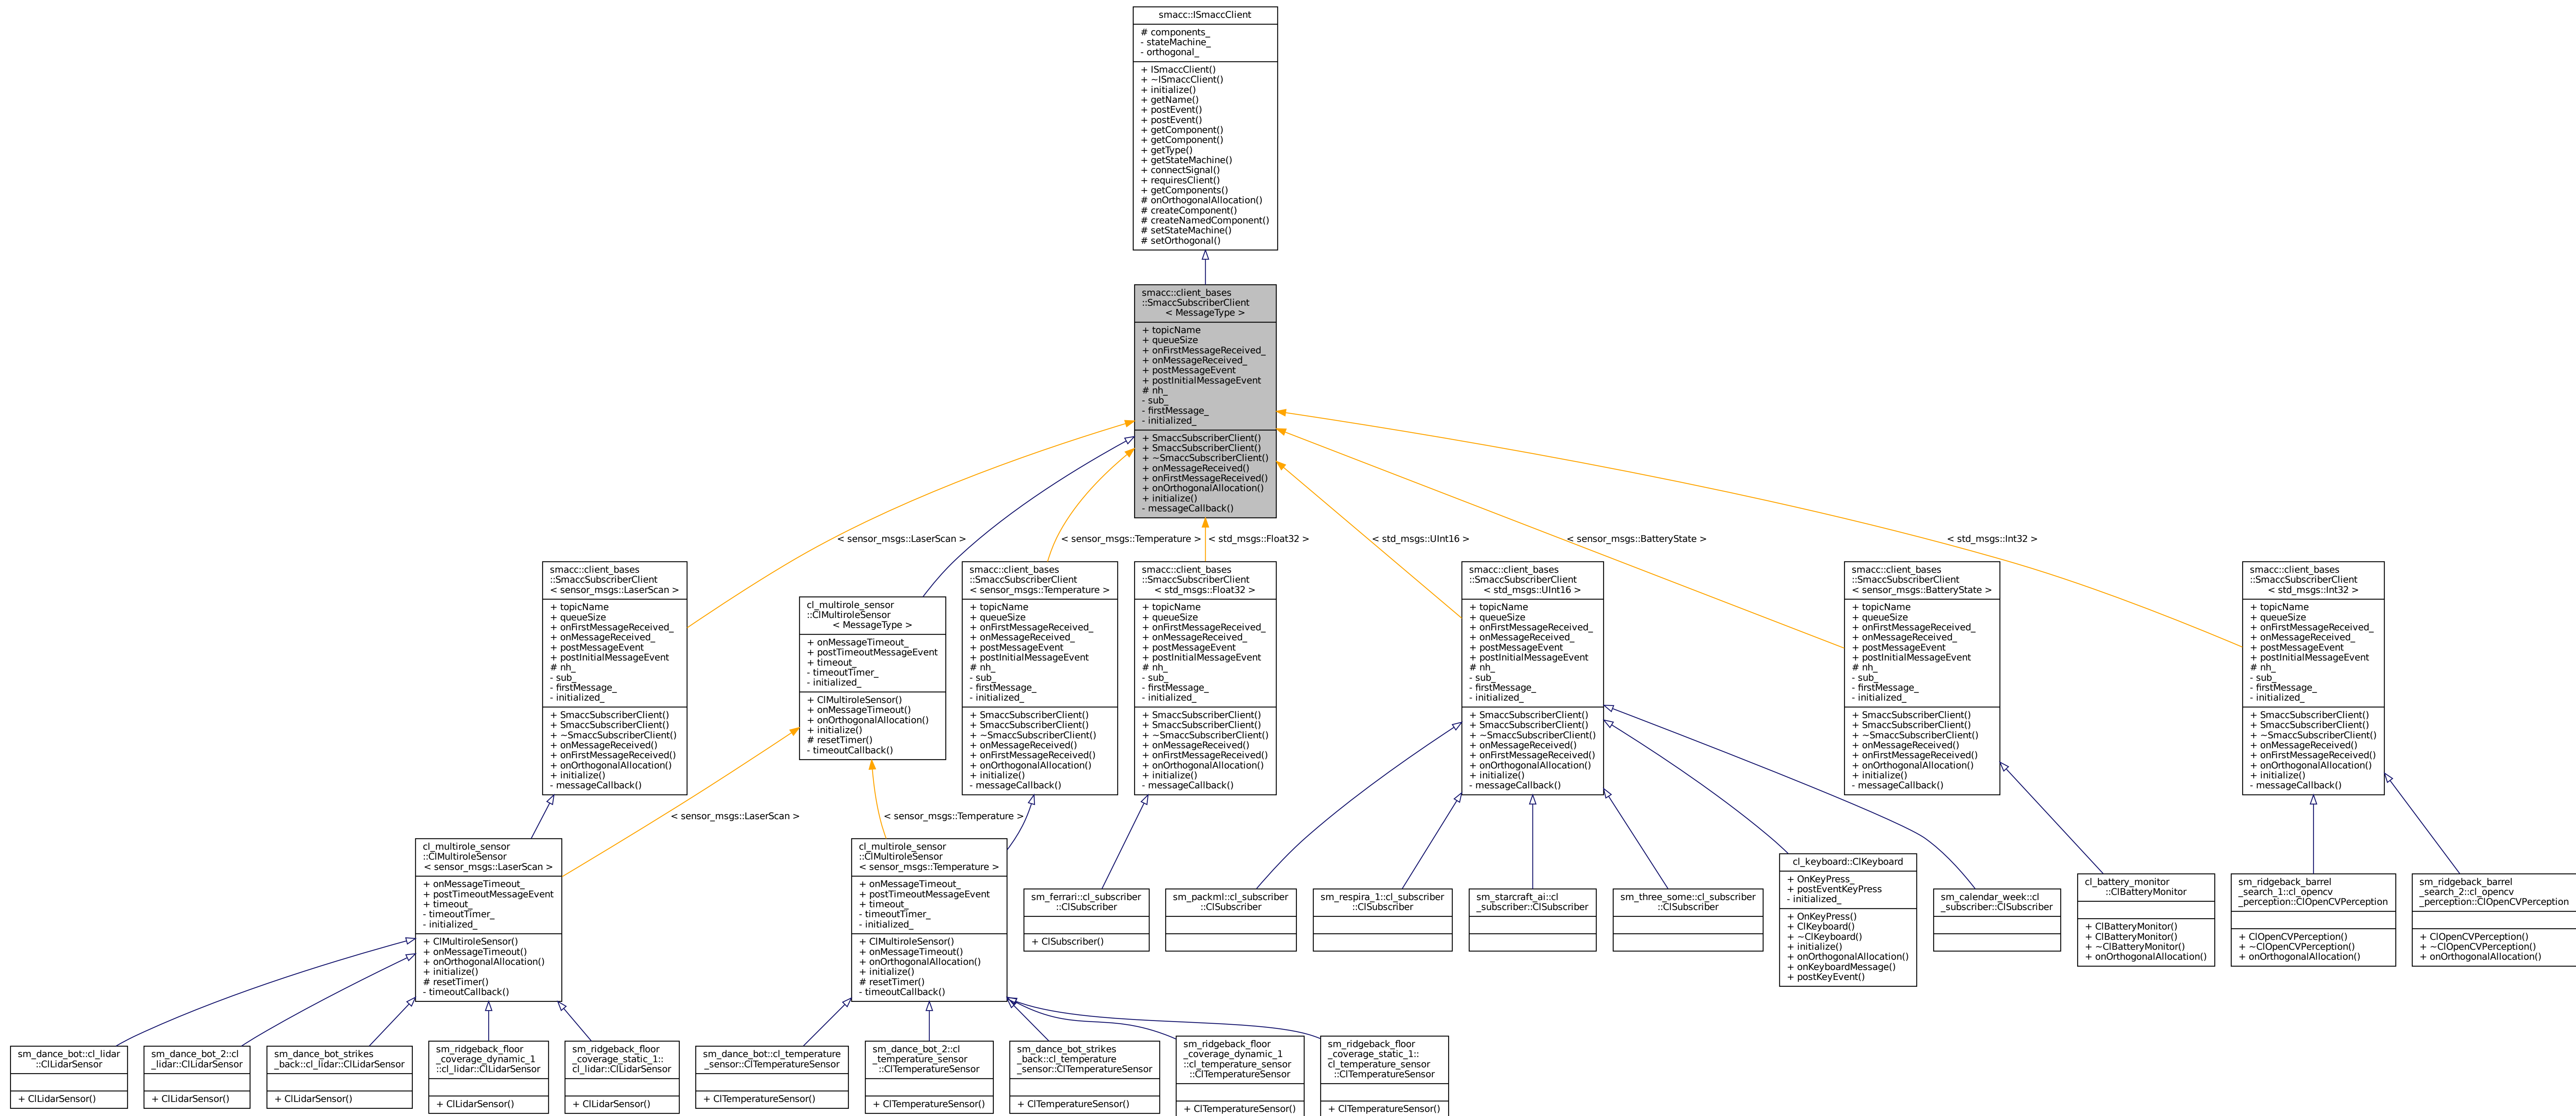 smacc::ISmaccClient
# components_
- stateMachine_
- orthogonal_
+ ISmaccClient()
+ ~ISmaccClient()
+ initialize()
+ getName()
+ postEvent()
+ postEvent()
+ getComponent()
+ getComponent()
+ getType()
+ getStateMachine()
+ connectSignal()
+ requiresClient()
+ getComponents()
# onOrthogonalAllocation()
# createComponent()
# createNamedComponent()
# setStateMachine()
# setOrthogonal()
smacc::client_bases
::SmaccSubscriberClient
< MessageType >
+ topicName
+ queueSize
+ onFirstMessageReceived_
+ onMessageReceived_
+ postMessageEvent
+ postInitialMessageEvent
# nh_
- sub_
- firstMessage_
- initialized_
+ SmaccSubscriberClient()
+ SmaccSubscriberClient()
+ ~SmaccSubscriberClient()
+ onMessageReceived()
+ onFirstMessageReceived()
+ onOrthogonalAllocation()
+ initialize()
- messageCallback()
< sensor_msgs::LaserScan >
< sensor_msgs::Temperature >
< std_msgs::Float32 >
< std_msgs::UInt16 >
< sensor_msgs::BatteryState >
< std_msgs::Int32 >
smacc::client_bases
::SmaccSubscriberClient
< sensor_msgs::LaserScan >
+ topicName
+ queueSize
+ onFirstMessageReceived_
+ onMessageReceived_
+ postMessageEvent
+ postInitialMessageEvent
# nh_
- sub_
- firstMessage_
- initialized_
+ SmaccSubscriberClient()
+ SmaccSubscriberClient()
+ ~SmaccSubscriberClient()
+ onMessageReceived()
+ onFirstMessageReceived()
+ onOrthogonalAllocation()
+ initialize()
- messageCallback()
cl_multirole_sensor
::ClMultiroleSensor
< MessageType >
+ onMessageTimeout_
+ postTimeoutMessageEvent
+ timeout_
- timeoutTimer_
- initialized_
+ ClMultiroleSensor()
+ onMessageTimeout()
+ onOrthogonalAllocation()
+ initialize()
# resetTimer()
- timeoutCallback()
smacc::client_bases
::SmaccSubscriberClient
< sensor_msgs::Temperature >
+ topicName
+ queueSize
+ onFirstMessageReceived_
+ onMessageReceived_
+ postMessageEvent
+ postInitialMessageEvent
# nh_
- sub_
- firstMessage_
- initialized_
+ SmaccSubscriberClient()
+ SmaccSubscriberClient()
+ ~SmaccSubscriberClient()
+ onMessageReceived()
+ onFirstMessageReceived()
+ onOrthogonalAllocation()
+ initialize()
- messageCallback()
smacc::client_bases
::SmaccSubscriberClient
< std_msgs::Float32 >
+ topicName
+ queueSize
+ onFirstMessageReceived_
+ onMessageReceived_
+ postMessageEvent
+ postInitialMessageEvent
# nh_
- sub_
- firstMessage_
- initialized_
+ SmaccSubscriberClient()
+ SmaccSubscriberClient()
+ ~SmaccSubscriberClient()
+ onMessageReceived()
+ onFirstMessageReceived()
+ onOrthogonalAllocation()
+ initialize()
- messageCallback()
smacc::client_bases
::SmaccSubscriberClient
< std_msgs::UInt16 >
+ topicName
+ queueSize
+ onFirstMessageReceived_
+ onMessageReceived_
+ postMessageEvent
+ postInitialMessageEvent
# nh_
- sub_
- firstMessage_
- initialized_
+ SmaccSubscriberClient()
+ SmaccSubscriberClient()
+ ~SmaccSubscriberClient()
+ onMessageReceived()
+ onFirstMessageReceived()
+ onOrthogonalAllocation()
+ initialize()
- messageCallback()
smacc::client_bases
::SmaccSubscriberClient
< sensor_msgs::BatteryState >
+ topicName
+ queueSize
+ onFirstMessageReceived_
+ onMessageReceived_
+ postMessageEvent
+ postInitialMessageEvent
# nh_
- sub_
- firstMessage_
- initialized_
+ SmaccSubscriberClient()
+ SmaccSubscriberClient()
+ ~SmaccSubscriberClient()
+ onMessageReceived()
+ onFirstMessageReceived()
+ onOrthogonalAllocation()
+ initialize()
- messageCallback()
smacc::client_bases
::SmaccSubscriberClient
< std_msgs::Int32 >
+ topicName
+ queueSize
+ onFirstMessageReceived_
+ onMessageReceived_
+ postMessageEvent
+ postInitialMessageEvent
# nh_
- sub_
- firstMessage_
- initialized_
+ SmaccSubscriberClient()
+ SmaccSubscriberClient()
+ ~SmaccSubscriberClient()
+ onMessageReceived()
+ onFirstMessageReceived()
+ onOrthogonalAllocation()
+ initialize()
- messageCallback()
< sensor_msgs::LaserScan >
< sensor_msgs::Temperature >
cl_multirole_sensor
::ClMultiroleSensor
< sensor_msgs::LaserScan >
+ onMessageTimeout_
+ postTimeoutMessageEvent
+ timeout_
- timeoutTimer_
- initialized_
+ ClMultiroleSensor()
+ onMessageTimeout()
+ onOrthogonalAllocation()
+ initialize()
# resetTimer()
- timeoutCallback()
cl_multirole_sensor
::ClMultiroleSensor
< sensor_msgs::Temperature >
+ onMessageTimeout_
+ postTimeoutMessageEvent
+ timeout_
- timeoutTimer_
- initialized_
+ ClMultiroleSensor()
+ onMessageTimeout()
+ onOrthogonalAllocation()
+ initialize()
# resetTimer()
- timeoutCallback()
sm_ferrari::cl_subscriber
::ClSubscriber
+ ClSubscriber()
sm_packml::cl_subscriber
::ClSubscriber
sm_respira_1::cl_subscriber
::ClSubscriber
sm_starcraft_ai::cl
_subscriber::ClSubscriber
sm_three_some::cl_subscriber
::ClSubscriber
cl_keyboard::ClKeyboard
+ OnKeyPress_
+ postEventKeyPress
- initialized_
+ OnKeyPress()
+ ClKeyboard()
+ ~ClKeyboard()
+ initialize()
+ onOrthogonalAllocation()
+ onKeyboardMessage()
+ postKeyEvent()
sm_calendar_week::cl
_subscriber::ClSubscriber
cl_battery_monitor
::ClBatteryMonitor
+ ClBatteryMonitor()
+ ClBatteryMonitor()
+ ~ClBatteryMonitor()
+ onOrthogonalAllocation()
sm_ridgeback_barrel
_search_1::cl_opencv
_perception::ClOpenCVPerception
+ ClOpenCVPerception()
+ ~ClOpenCVPerception()
+ onOrthogonalAllocation()
sm_ridgeback_barrel
_search_2::cl_opencv
_perception::ClOpenCVPerception
+ ClOpenCVPerception()
+ ~ClOpenCVPerception()
+ onOrthogonalAllocation()
sm_dance_bot::cl_lidar
::ClLidarSensor
+ ClLidarSensor()
sm_dance_bot_2::cl
_lidar::ClLidarSensor
+ ClLidarSensor()
sm_dance_bot_strikes
_back::cl_lidar::ClLidarSensor
+ ClLidarSensor()
sm_ridgeback_floor
_coverage_dynamic_1
::cl_lidar::ClLidarSensor
+ ClLidarSensor()
sm_ridgeback_floor
_coverage_static_1::
cl_lidar::ClLidarSensor
+ ClLidarSensor()
sm_dance_bot::cl_temperature
_sensor::ClTemperatureSensor
+ ClTemperatureSensor()
sm_dance_bot_2::cl
_temperature_sensor
::ClTemperatureSensor
+ ClTemperatureSensor()
sm_dance_bot_strikes
_back::cl_temperature
_sensor::ClTemperatureSensor
+ ClTemperatureSensor()
sm_ridgeback_floor
_coverage_dynamic_1
::cl_temperature_sensor
::ClTemperatureSensor
+ ClTemperatureSensor()
sm_ridgeback_floor
_coverage_static_1::
cl_temperature_sensor
::ClTemperatureSensor
+ ClTemperatureSensor()